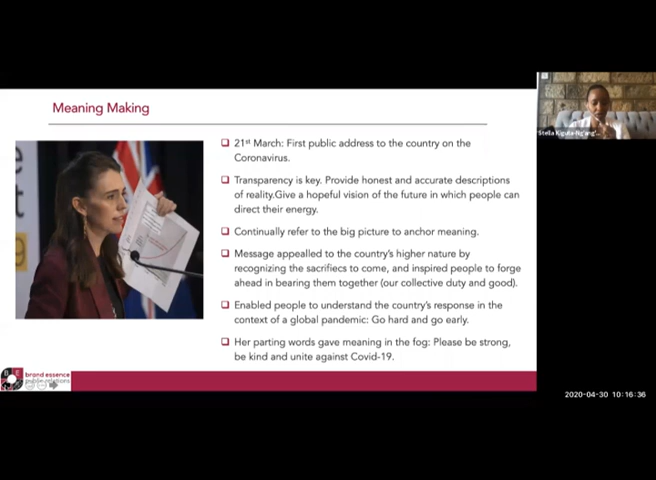 Meaning Making
21st March: First public address to the country on the
Coronavirus.
Transparency is key. Provide honest and accurate descriptions
of reality.Give a hopeful vision of the future in which people can
direct their energy.
Continually refer to the big picture to anchor meaning.
Message appealled to the country's higher nature by
recognizing the sacrifiecs to come, and inspired people to forge
ahead in bearing them together (our collective duty and good).
Enabled people to understand the country's response in the
context of a global pandemic: Go hard and go early.
Her parting words gave meaning in the fog: Please be strong,
be kind and unite against Covid-19.
brand essence
public relations
"Stella Kiguta-Ng'ang'...
2020-04-30 10:16:36